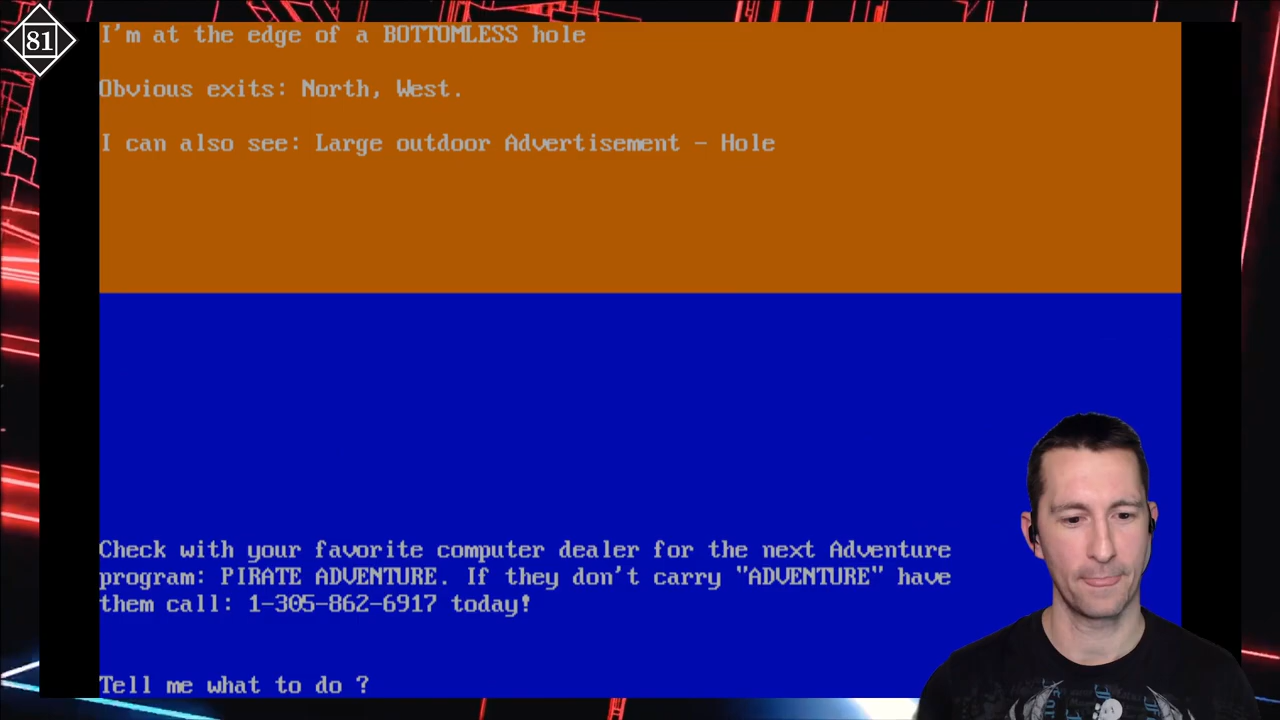 81
I'm at the edge of a BOTTOMLESS hole
Obvious exits: North, West.
I can also see: Large outdoor Advertisement - Hole
Check with your favorite computer dealer for the next Adventure
program: PIRATE ADVENTURE. If they don't carry "ADVENTURE" have
them call: 1-305-862-6917 today!
Tell me what to do ?